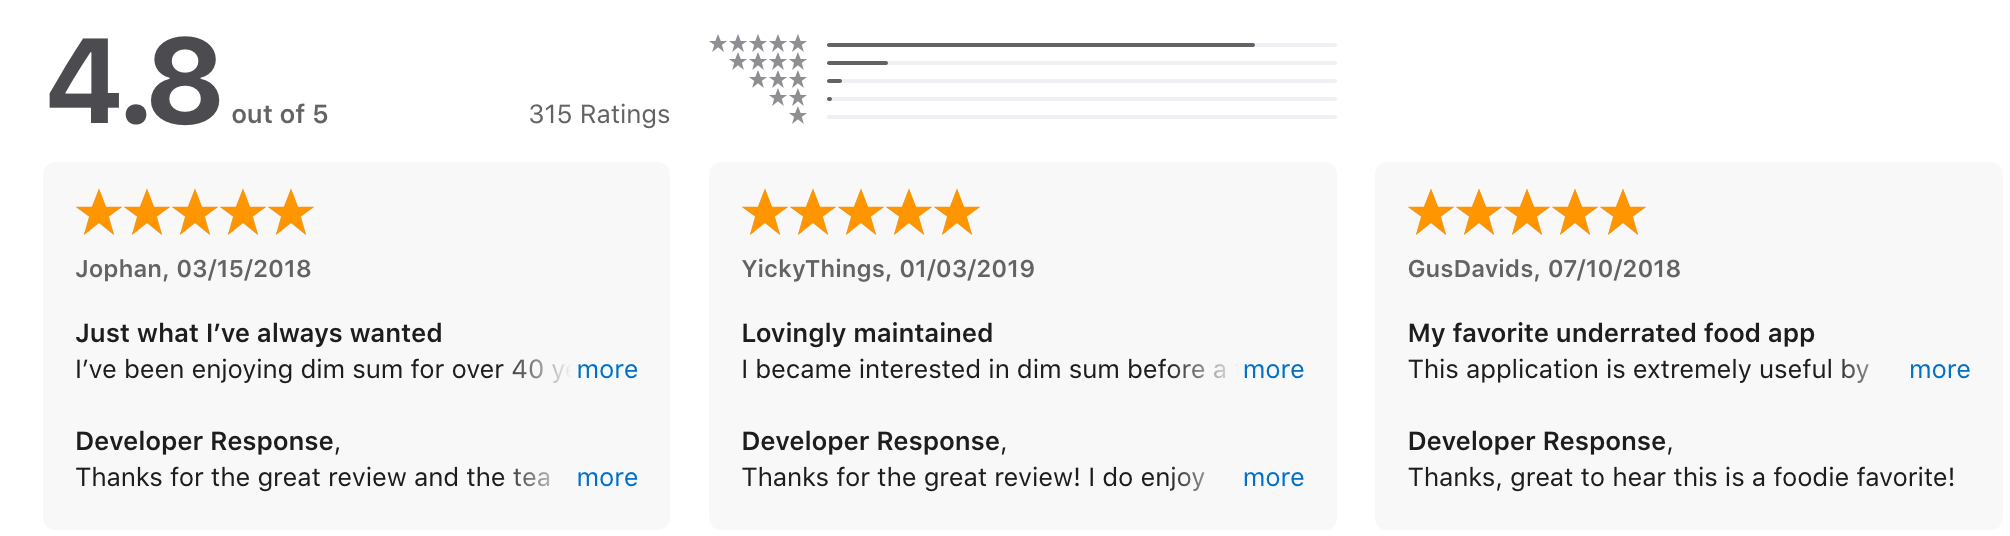 4.8 out of 5
315 Ratings
Jophan, 03/15/2018
Just what I’ve always wanted
I’ve been enjoying dim sum for over 40 ye more
Developer Response,
Thanks for the great review and the tea more
YickyThings, 01/03/2019
Lovingly maintained
I became interested in dim sum before a more
Developer Response,
Thanks for the great review! I do enjoy more
GusDavids, 07/10/2018
My favorite underrated food app
This application is extremely useful by more
Developer Response,
Thanks, great to hear this is a foodie favorite!